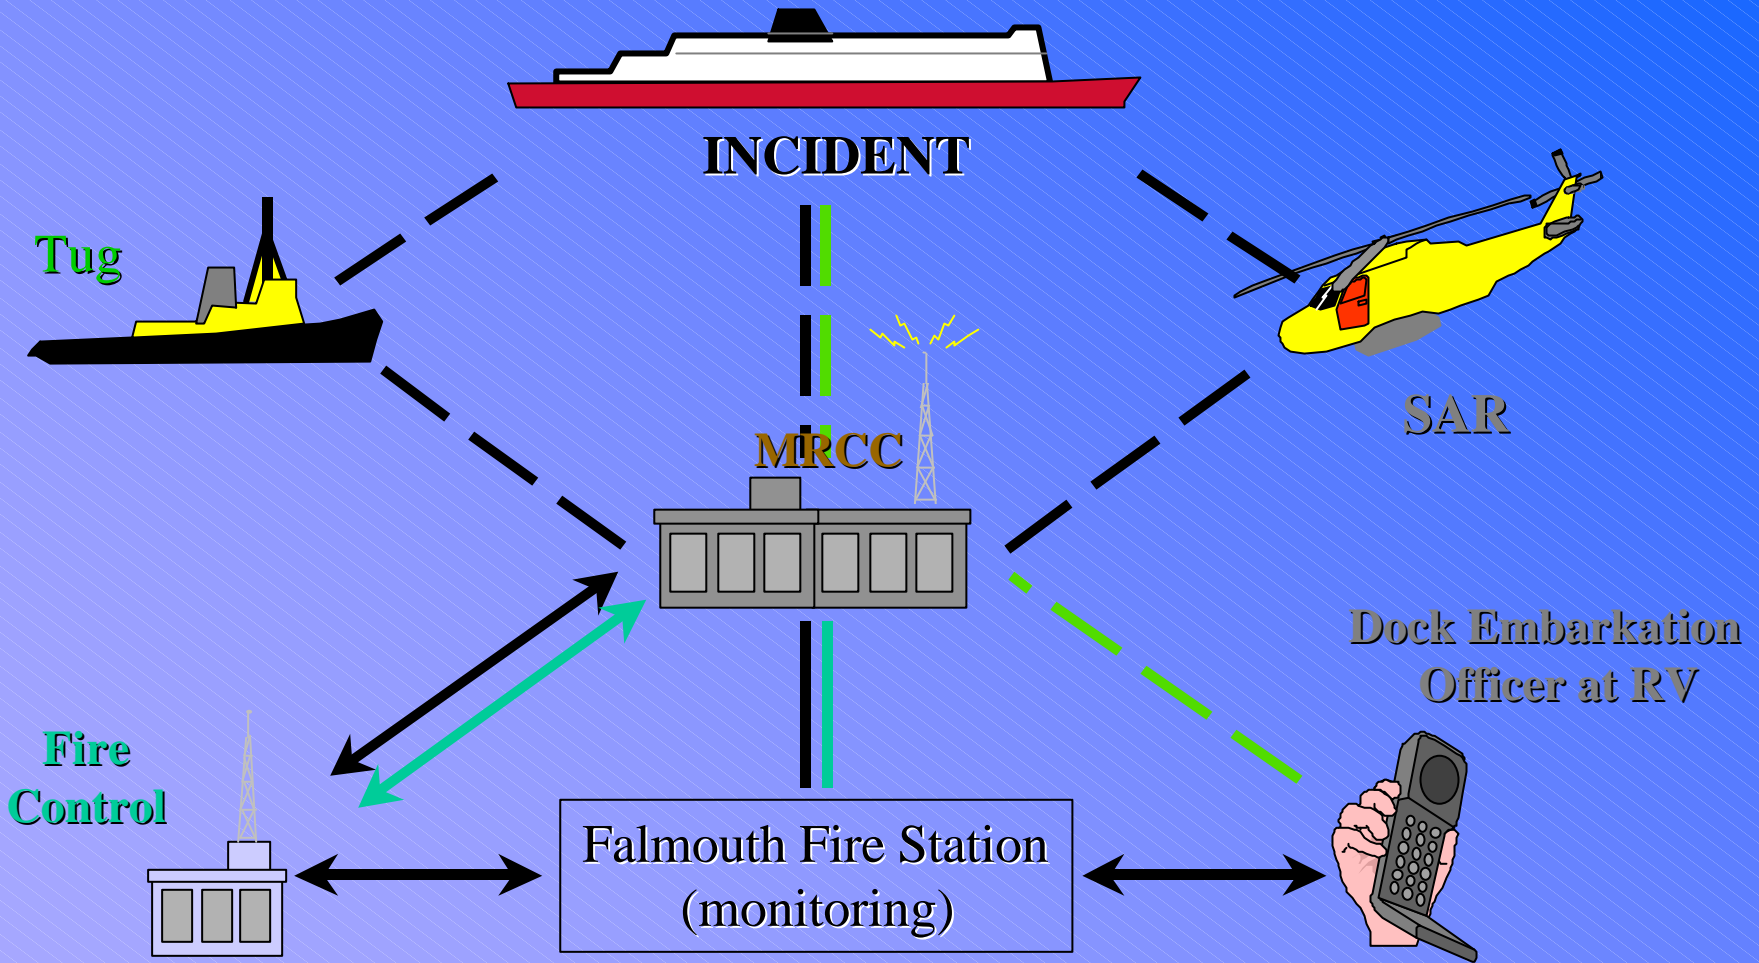 INCIDENT
Tug
SAR
MRCC
Dock Embarkation
Officer at RV
Fire
Control
Falmouth Fire Station
(monitoring)